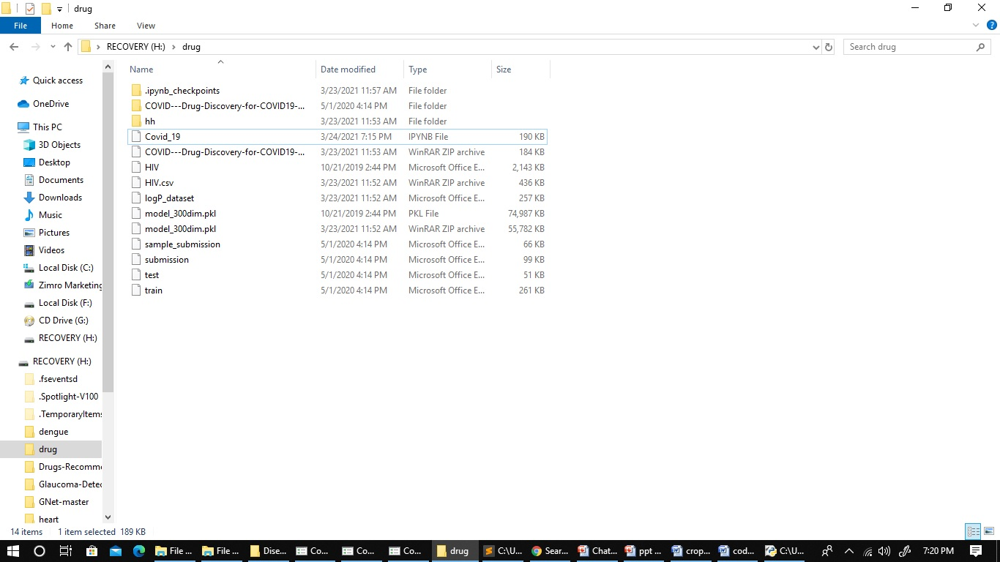 drug
File Home Share View
RECOVERY (H:) drug
Search drug
Name Date modified Type Size
.ipynb_checkpoints 3/23/2021 11:57 AM File folder
COVID---Drug-Discovery-for-COVID19-... 5/1/2020 4:14 PM File folder
hh 3/23/2021 11:53 AM File folder
Covid_19 3/24/2021 7:15 PM IPYNB File 190 KB
COVID---Drug-Discovery-for-COVID19-... 3/23/2021 11:53 AM WinRAR ZIP archive 184 KB
HIV 10/21/2019 2:44 PM Microsoft Office E... 2,143 KB
HIV.csv 3/23/2021 11:52 AM WinRAR ZIP archive 436 KB
logP_dataset 3/23/2021 11:52 AM Microsoft Office E... 257 KB
model_300dim.pkl 10/21/2019 2:44 PM PKL File 74,987 KB
model_300dim.pkl 3/23/2021 11:52 AM WinRAR ZIP archive 55,782 KB
sample_submission 5/1/2020 4:14 PM Microsoft Office E... 66 KB
submission 5/1/2020 4:14 PM Microsoft Office E... 99 KB
test 5/1/2020 4:14 PM Microsoft Office E... 51 KB
train 5/1/2020 4:14 PM Microsoft Office E... 261 KB
Quick access
OneDrive
This PC
3D Objects
Desktop
Documents
Downloads
Music
Pictures
Videos
Local Disk (C:)
Zimro Marketing
Local Disk (F:)
CD Drive (G:)
RECOVERY (H:)
RECOVERY (H:)
.fseventsd
.Spotlight-V100
.TemporaryItems
dengue
drug
Drugs-Recomme
Glaucoma-Detec
GNet-master
heart
14 items 1 item selected 189 KB
File ... File ... Dise... Co... Co... Co... drug C:\U... Sear... Chat... ppt ... crop... cod... C:\U... 7:20 PM